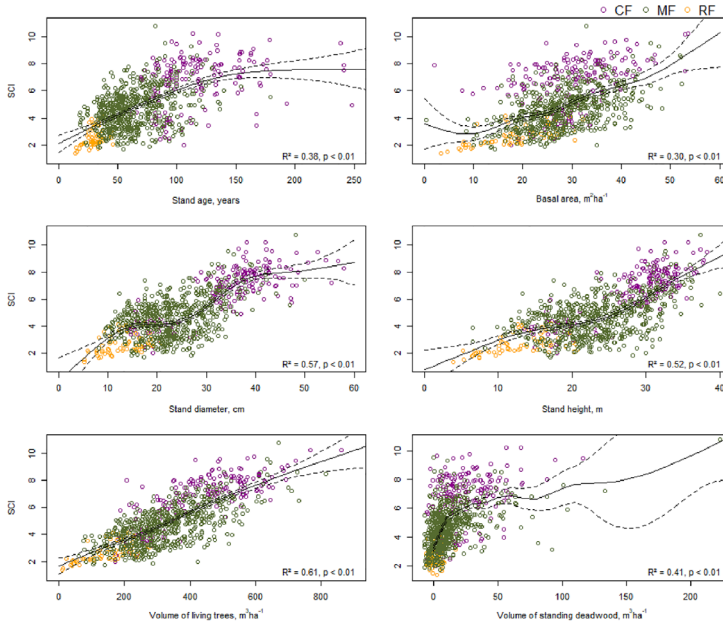 CF MF RF
SCI
10
8
6
4
2
R² = 0.38, p < 0.01
0 50 100 150 200 250
Stand age, years
10
8
6
4
2
R² = 0.30, p < 0.01
0 10 20 30 40 50 60
Basal area, m²ha⁻¹
SCI
10
8
6
4
2
R² = 0.57, p < 0.01
0 10 20 30 40 50 60
Stand diameter, cm
10
8
6
4
2
R² = 0.52, p < 0.01
0 10 20 30 40
Stand height, m
SCI
10
8
6
4
2
R² = 0.61, p < 0.01
0 200 400 600 800
Volume of living trees, m³ha⁻¹
10
8
6
4
2
R² = 0.41, p < 0.01
0 50 100 150 200
Volume of standing deadwood, m³ha⁻¹